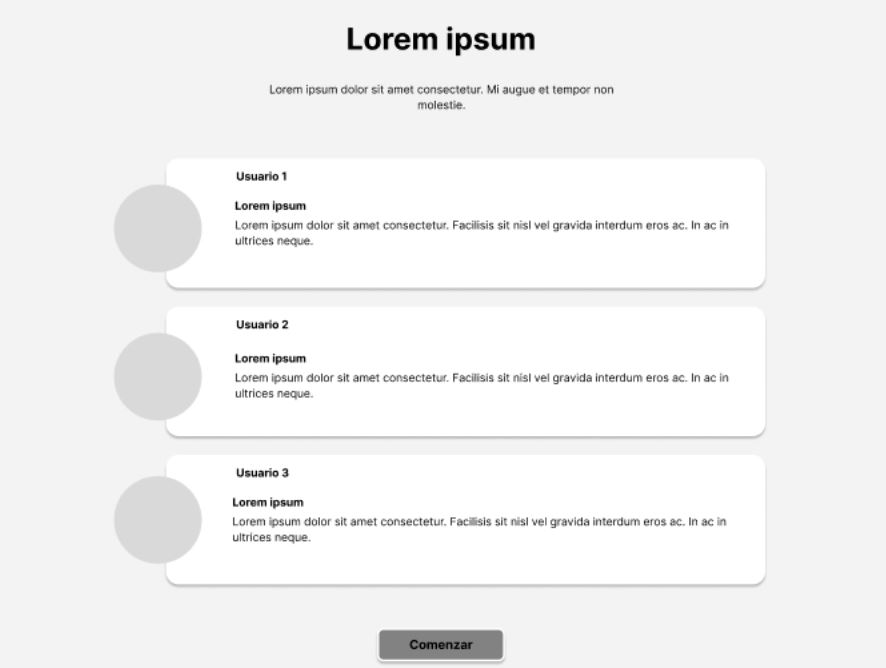 Lorem ipsum
Lorem ipsum dolor sit amet consectetur. Mi augue et tempor non
molestie.
Usuario 1
Lorem ipsum
Lorem ipsum dolor sit amet consectetur. Facilisis sit nisl vel gravida interdum eros ac. In ac in
ultrices neque.
Usuario 2
Lorem ipsum
Lorem ipsum dolor sit amet consectetur. Facilisis sit nisl vel gravida interdum eros ac. In ac in
ultrices neque.
Usuario 3
Lorem ipsum
Lorem ipsum dolor sit amet consectetur. Facilisis sit nisl vel gravida interdum eros ac. In ac in
ultrices neque.
Comenzar